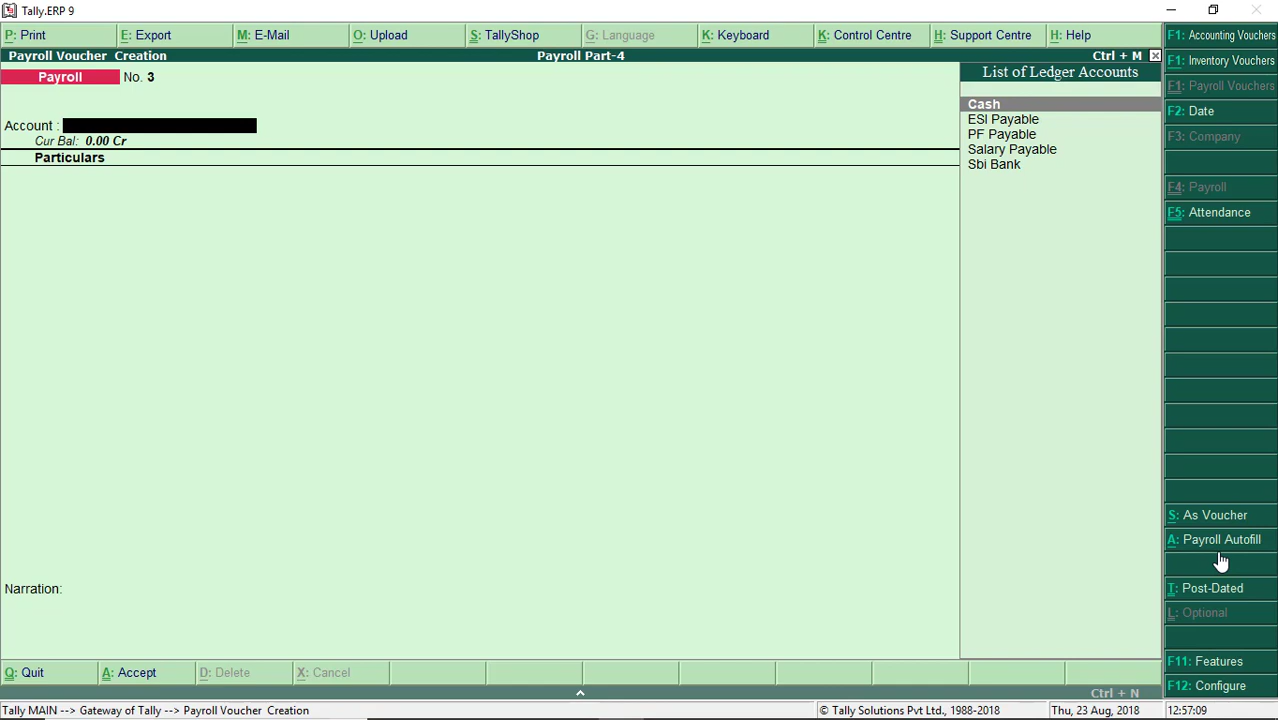 Tally.ERP 9
P: Print
E: Export
M: E-Mail
O: Upload
S: TallyShop
G: Language
K: Keyboard
K: Control Centre
H: Support Centre
H: Help
Payroll Voucher Creation
Payroll Part-4
Ctrl + M
Payroll No. 3
Account :
Cur Bal: 0.00 Cr
Particulars
Narration:
List of Ledger Accounts
Cash
ESI Payable
PF Payable
Salary Payable
Sbi Bank
F1: Accounting Vouchers
F1: Inventory Vouchers
F1: Payroll Vouchers
F2: Date
F3: Company
F4: Payroll
F5: Attendance
S: As Voucher
A: Payroll Autofill
T: Post-Dated
L: Optional
F11: Features
F12: Configure
Q: Quit
A: Accept
D: Delete
X: Cancel
Ctrl + N
Tally MAIN --> Gateway of Tally --> Payroll Voucher Creation
© Tally Solutions Pvt Ltd., 1988-2018
Thu, 23 Aug, 2018
12:57:09